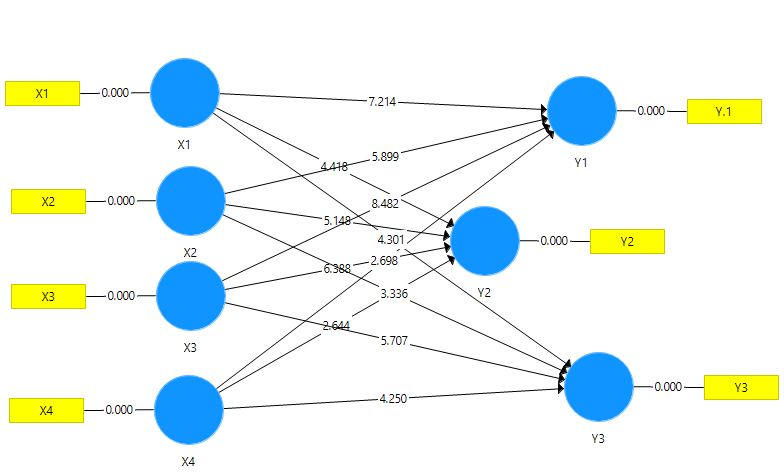 X1
0.000
7.214
0.000
Y.1
X1
Y1
4.418
5.899
X2
0.000
8.482
5.148
X2
4.301
0.000
Y2
2.698
6.388
X3
0.000
3.336
Y2
2.644
5.707
X3
0.000
Y3
4.250
X4
0.000
Y3
X4